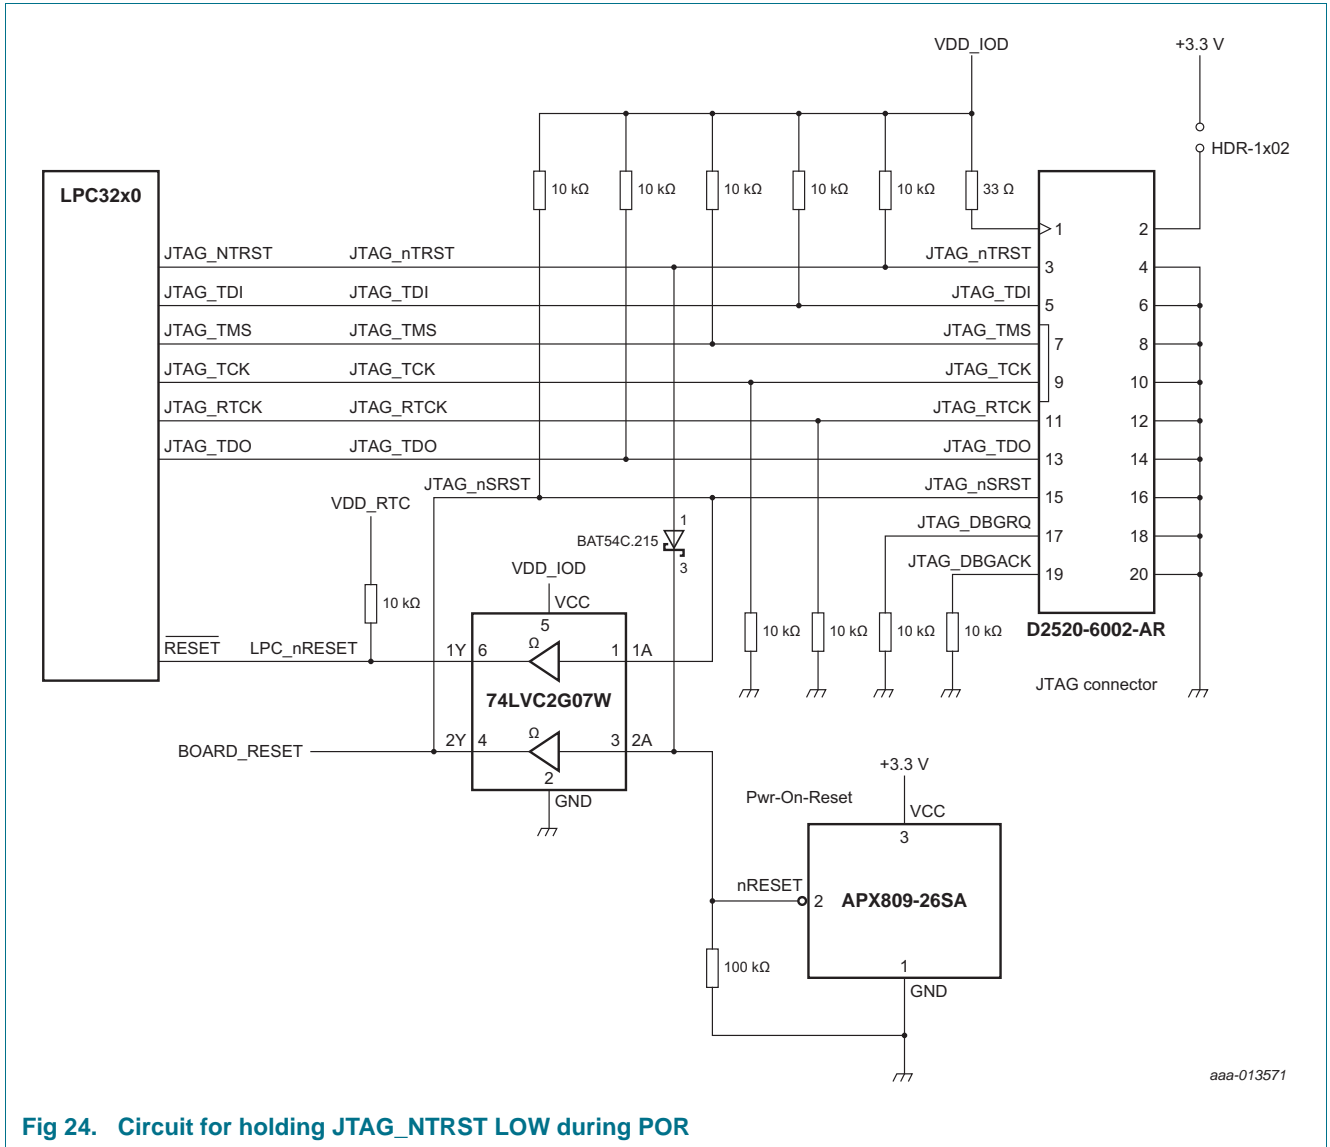 VDD_IOD +3.3 V
HDR-1x02
LPC32x0
10 kΩ 10 kΩ 10 kΩ 10 kΩ 10 kΩ 33 Ω
1 2
JTAG_NTRST JTAG_nTRST JTAG_nTRST 3 4
JTAG_TDI JTAG_TDI JTAG_TDI 5 6
JTAG_TMS JTAG_TMS JTAG_TMS 7 8
JTAG_TCK JTAG_TCK JTAG_TCK 9 10
JTAG_RTCK JTAG_RTCK JTAG_RTCK 11 12
JTAG_TDO JTAG_TDO JTAG_TDO 13 14
JTAG_nSRST JTAG_nSRST 15 16
VDD_RTC
JTAG_DBGRQ 17 18
1
BAT54C.215
3
JTAG_DBGACK 19 20
VDD_IOD
VCC
5
10 kΩ
10 kΩ 10 kΩ 10 kΩ 10 kΩ
D2520-6002-AR
JTAG connector
RESET LPC_nRESET 1Y 6 Ω 1 1A
74LVC2G07W
BOARD_RESET 2Y 4 Ω 3 2A
2
GND
+3.3 V
Pwr-On-Reset
VCC
3
nRESET 2 APX809-26SA
100 kΩ
1
GND
aaa-013571
Fig 24. Circuit for holding JTAG_NTRST LOW during POR